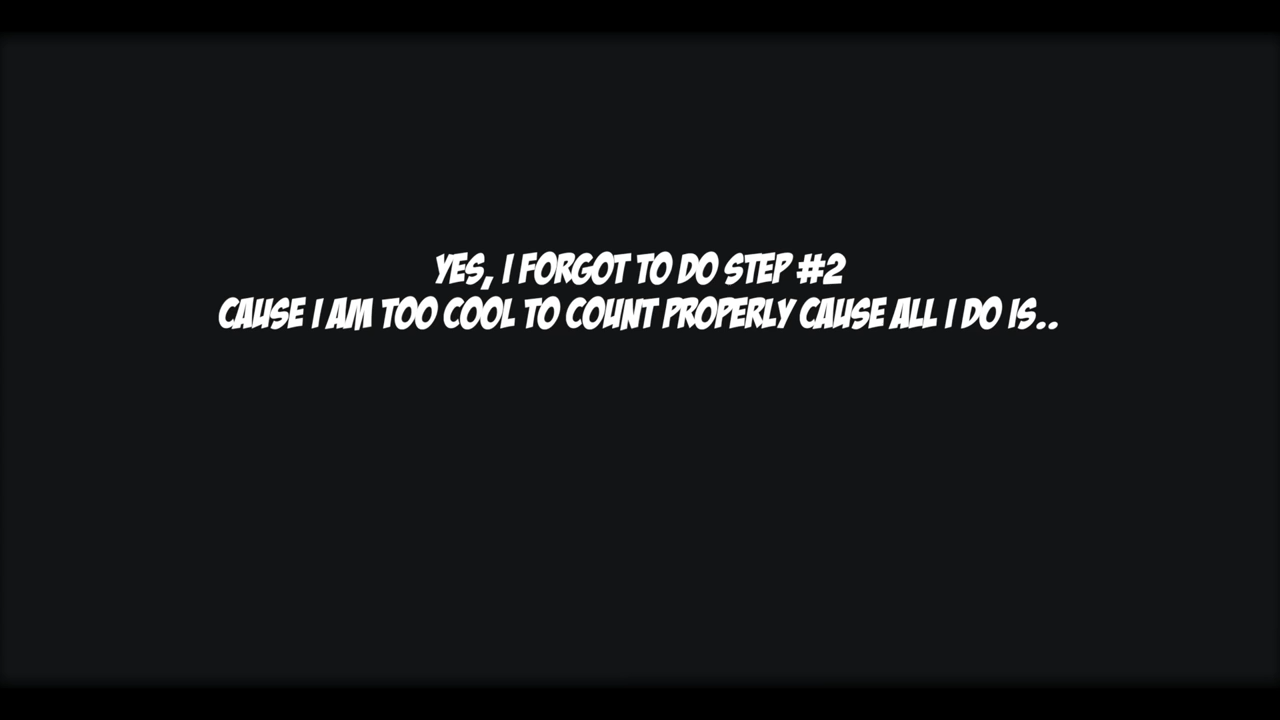 YES, I FORGOT TO DO STEP #2
CAUSE I AM TOO COOL TO COUNT PROPERLY CAUSE ALL I DO IS..